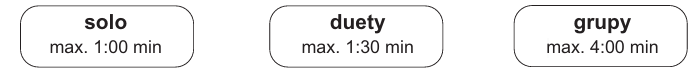 solo
max. 1:00 min
duety
max. 1:30 min
grupy
max. 4:00 min